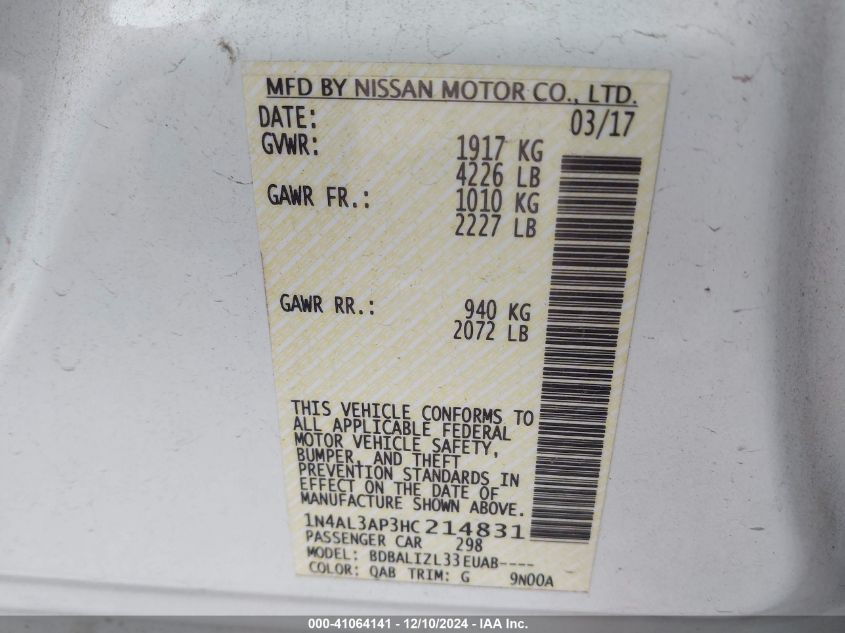 MFD BY NISSAN MOTOR CO., LTD.
DATE: 03/17
GVWR: 1917 KG
4226 LB
GAWR FR.: 1010 KG
2227 LB
GAWR RR.: 940 KG
2072 LB
THIS VEHICLE CONFORMS TO
ALL APPLICABLE FEDERAL
MOTOR VEHICLE SAFETY,
BUMPER, AND THEFT
PREVENTION STANDARDS IN
EFFECT ON THE DATE OF
MANUFACTURE SHOWN ABOVE.
1N4AL3AP3HC214831
PASSENGER CAR 298
MODEL: BDBALIZL33EUAB----
COLOR: QAB TRIM: G 9N00A
000-41064141 - 12/10/2024 - IAA Inc.